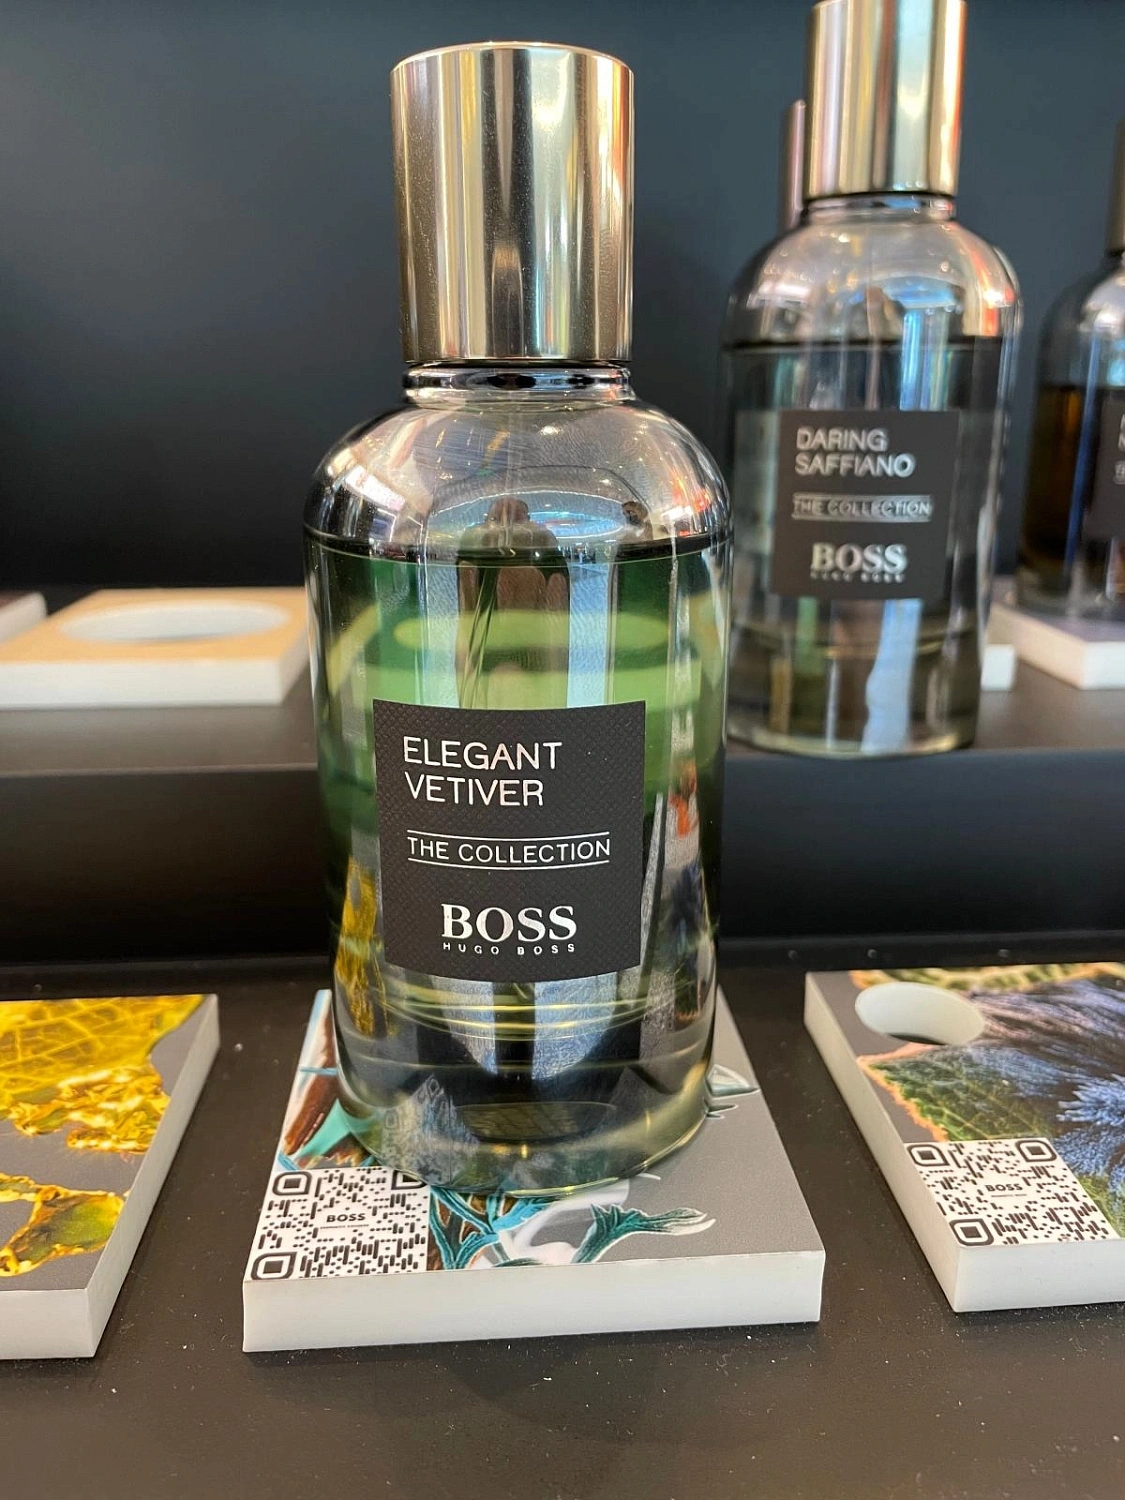 ELEGANT
VETIVER
THE COLLECTION
BOSS
HUGO BOSS
DARING
SAFFIANO
THE COLLECTION
BOSS
HUGO BOSS
BOSS
BOSS